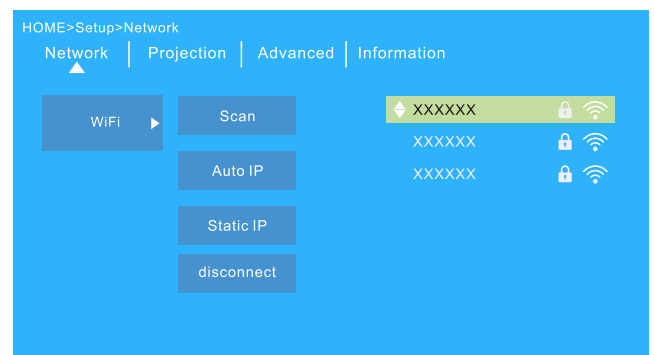 HOME>Setup>Network
Network Projection Advanced Information
WiFi
Scan
Auto IP
Static IP
disconnect
XXXXXX
XXXXXX
XXXXXX